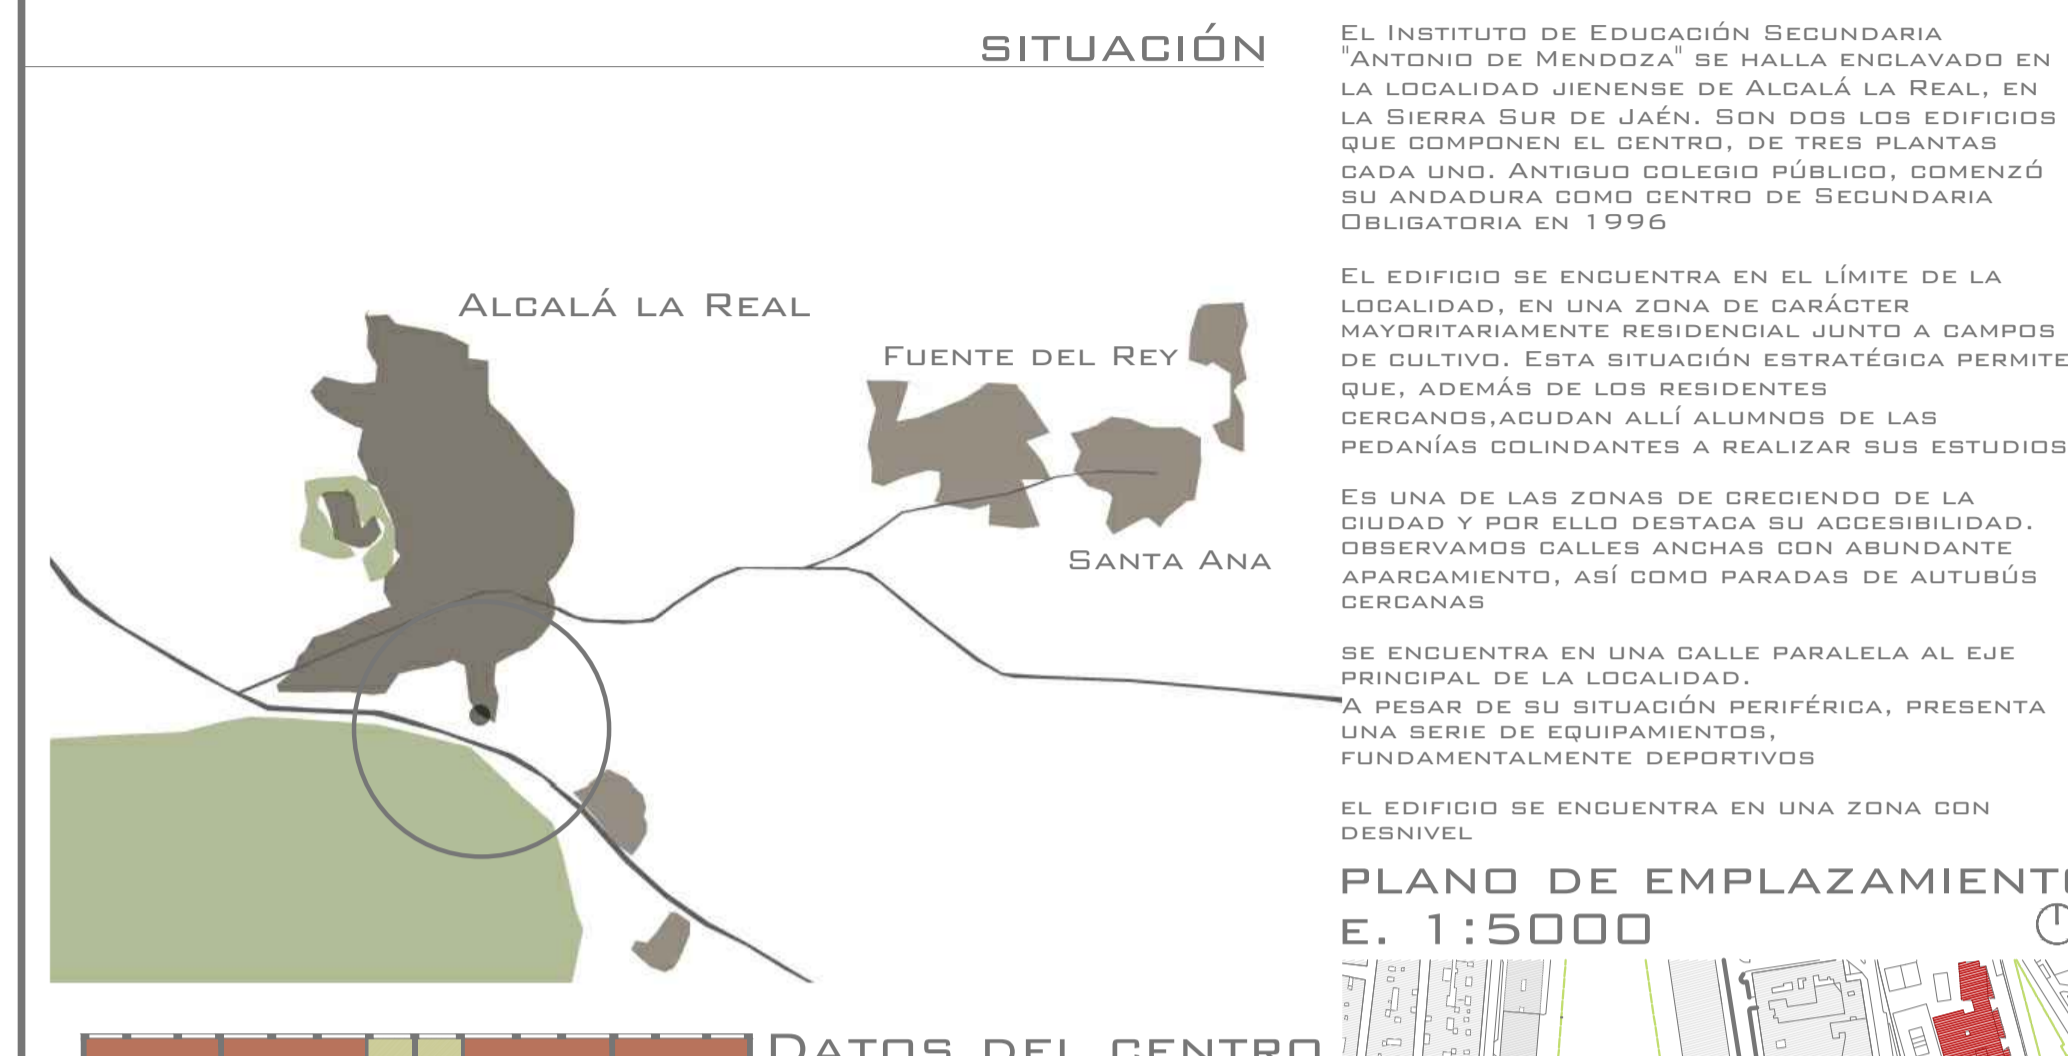 SITUACIÓN
ALCALÁ LA REAL
FUENTE DEL REY
SANTA ANA
DATOS DEL CENTRO
EL INSTITUTO DE EDUCACIÓN SECUNDARIA
"ANTONIO DE MENDOZA" SE HALLA ENCLAVADO EN
LA LOCALIDAD JIENENSE DE ALCALÁ LA REAL, EN
LA SIERRA SUR DE JAÉN. SON DOS LOS EDIFICIOS
QUE COMPONEN EL CENTRO, DE TRES PLANTAS
CADA UNO. ANTIGUO COLEGIO PÚBLICO, COMENZÓ
SU ANDADURA COMO CENTRO DE SECUNDARIA
OBLIGATORIA EN 1996
EL EDIFICIO SE ENCUENTRA EN EL LÍMITE DE LA
LOCALIDAD, EN UNA ZONA DE CARÁCTER
MAYORITARIAMENTE RESIDENCIAL JUNTO A CAMPOS
DE CULTIVO. ESTA SITUACIÓN ESTRATÉGICA PERMITE
QUE, ADEMÁS DE LOS RESIDENTES
CERCANOS,ACUDAN ALLÍ ALUMNOS DE LAS
PEDANÍAS COLINDANTES A REALIZAR SUS ESTUDIOS
ES UNA DE LAS ZONAS DE CRECIENDO DE LA
CIUDAD Y POR ELLO DESTACA SU ACCESIBILIDAD.
OBSERVAMOS CALLES ANCHAS CON ABUNDANTE
APARCAMIENTO, ASÍ COMO PARADAS DE AUTUBÚS
CERCANAS
SE ENCUENTRA EN UNA CALLE PARALELA AL EJE
PRINCIPAL DE LA LOCALIDAD.
A PESAR DE SU SITUACIÓN PERIFÉRICA, PRESENTA
UNA SERIE DE EQUIPAMIENTOS,
FUNDAMENTALMENTE DEPORTIVOS
EL EDIFICIO SE ENCUENTRA EN UNA ZONA CON
DESNIVEL
PLANO DE EMPLAZAMIENTO
E. 1:5000